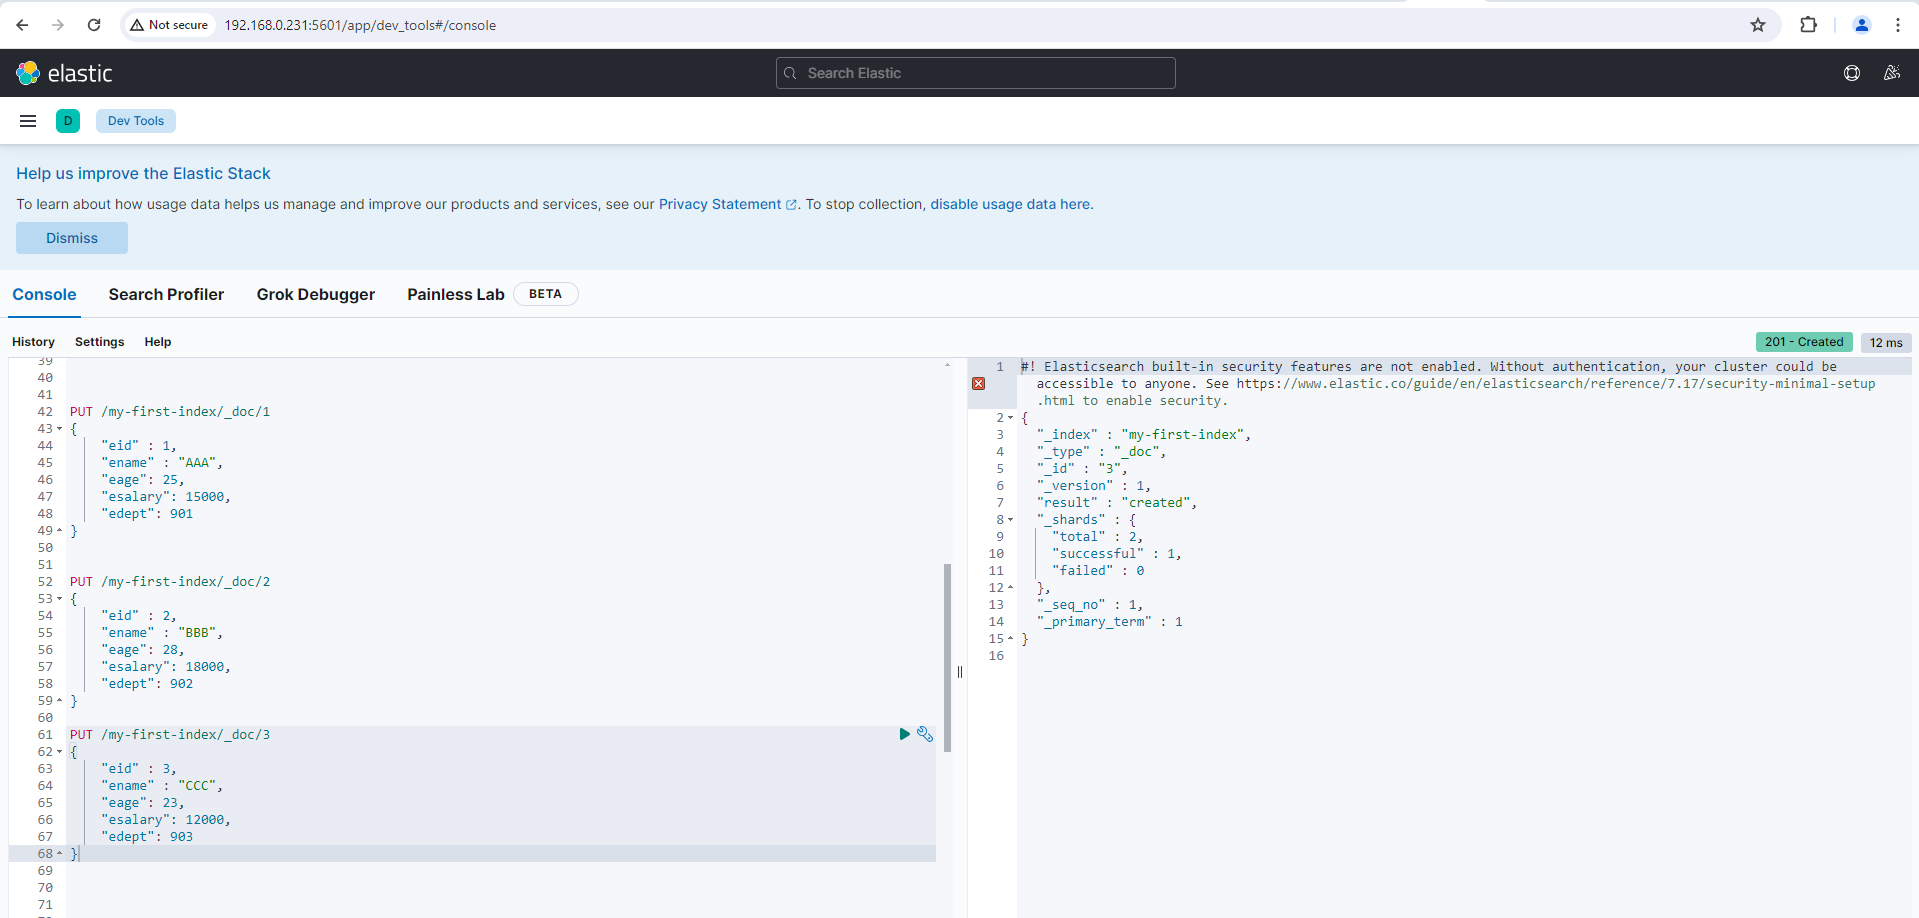 Not secure 192.168.0.231:5601/app/dev_tools#/console
elastic
Search Elastic
D
Dev Tools
Help us improve the Elastic Stack
To learn about how usage data helps us manage and improve our products and services, see our Privacy Statement. To stop collection, disable usage data here.
Dismiss
Console Search Profiler Grok Debugger Painless Lab BETA
History Settings Help
201 - Created 12 ms
39
40
41
42 PUT /my-first-index/_doc/1
43 {
44 "eid" : 1,
45 "ename" : "AAA",
46 "eage": 25,
47 "esalary": 15000,
48 "edept": 901
49 }
50
51
52 PUT /my-first-index/_doc/2
53 {
54 "eid" : 2,
55 "ename" : "BBB",
56 "eage": 28,
57 "esalary": 18000,
58 "edept": 902
59 }
60
61 PUT /my-first-index/_doc/3
62 {
63 "eid" : 3,
64 "ename" : "CCC",
65 "eage": 23,
66 "esalary": 12000,
67 "edept": 903
68 }
69
70
71
1 #! Elasticsearch built-in security features are not enabled. Without authentication, your cluster could be
accessible to anyone. See https://www.elastic.co/guide/en/elasticsearch/reference/7.17/security-minimal-setup
.html to enable security.
2 {
3 "_index" : "my-first-index",
4 "_type" : "_doc",
5 "_id" : "3",
6 "_version" : 1,
7 "result" : "created",
8 "_shards" : {
9 "total" : 2,
10 "successful" : 1,
11 "failed" : 0
12 },
13 "_seq_no" : 1,
14 "_primary_term" : 1
15 }
16